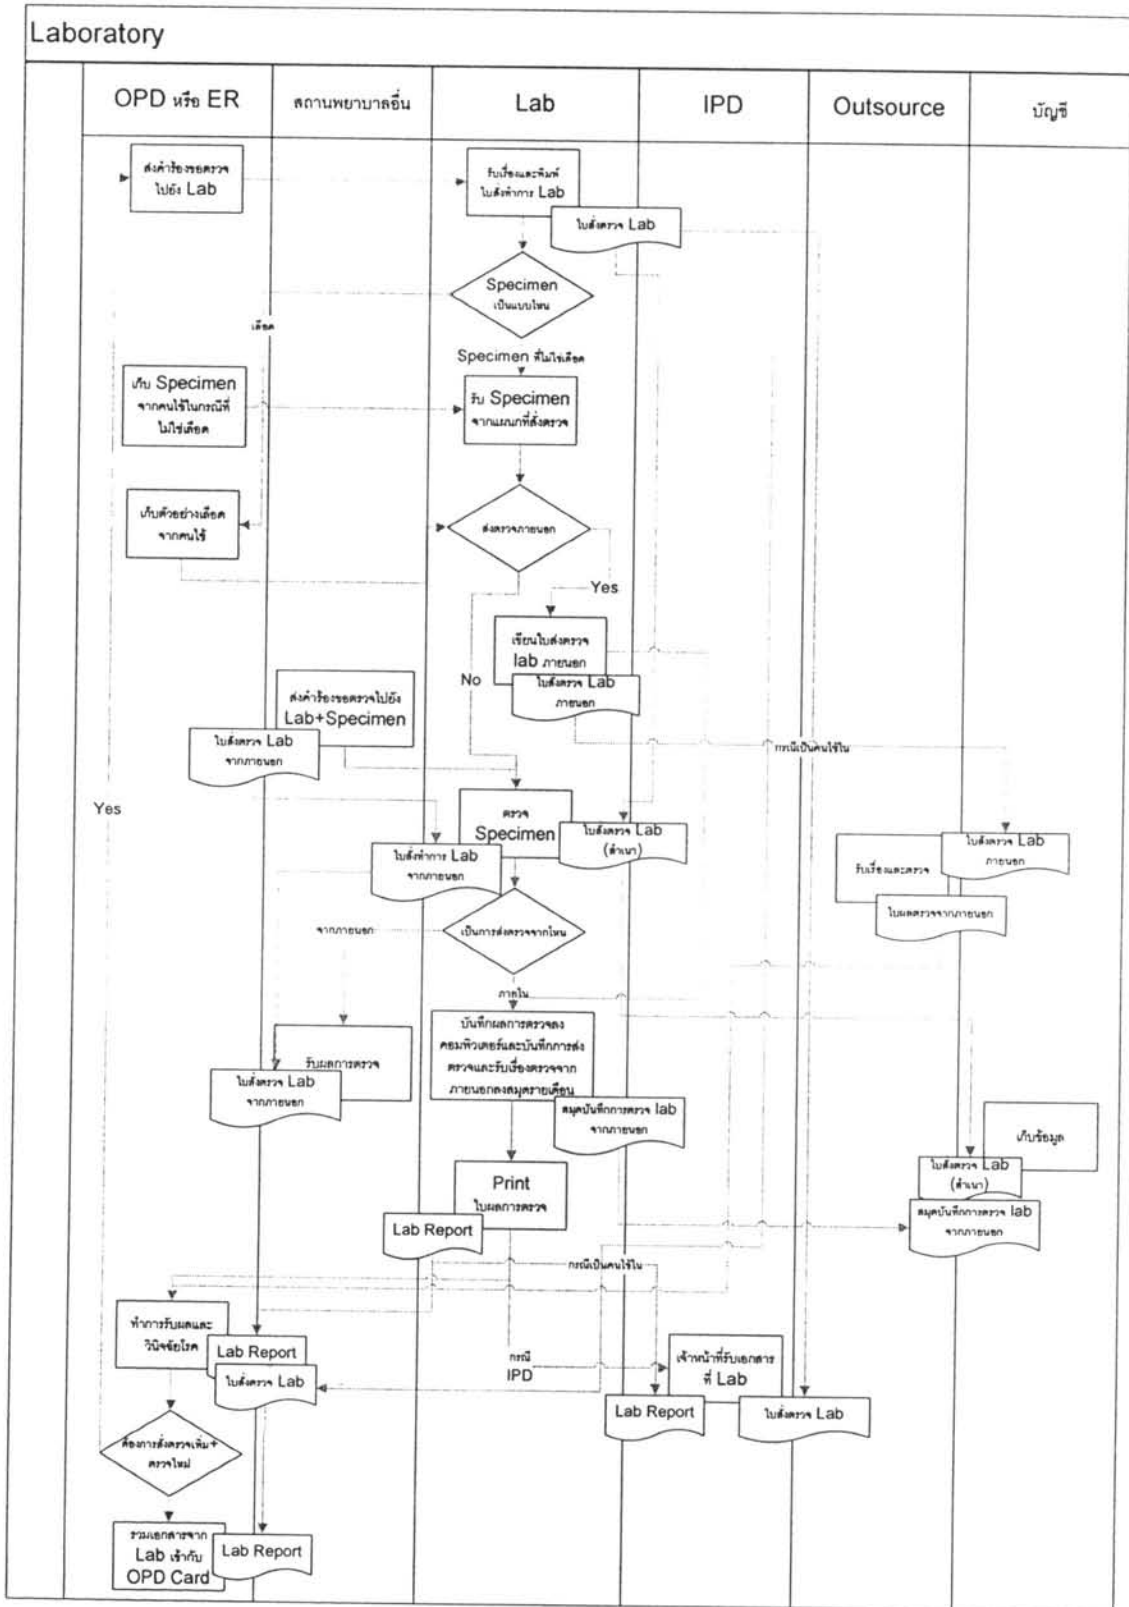 Laboratory
OPD หรือ ER
สถานพยาบาลอื่น
Lab
IPD
Outsource
บัญชี
ส่งคำร้องขอตรวจ
ไปยัง Lab
รับเรื่องและพิมพ์
ใบสั่งทำการ Lab
ใบสั่งตรวจ Lab
Specimen
เป็นแบบไหน
เลือด
Specimen ที่ไม่ใช่เลือด
เก็บ Specimen
จากคนไข้ในกรณีที่
ไม่ใช่เลือด
รับ Specimen
จากแผนกที่สั่งตรวจ
เก็บตัวอย่างเลือด
จากคนไข้
ส่งตรวจภายนอก
Yes
เขียนใบส่งตรวจ
lab ภายนอก
ใบส่งตรวจ Lab
ภายนอก
No
ส่งคำร้องขอตรวจไปยัง
Lab+Specimen
ใบสั่งตรวจ Lab
จากภายนอก
กรณีเป็นคนไข้ใน
Yes
ตรวจ
Specimen
ใบสั่งตรวจ Lab
(สำเนา)
ใบสั่งทำการ Lab
จากภายนอก
รับเรื่องและตรวจ
ใบส่งตรวจ Lab
ภายนอก
ใบผลตรวจจากภายนอก
จากภายนอก
เป็นการส่งตรวจจากไหน
ภายใน
บันทึกผลการตรวจลง
คอมพิวเตอร์และบันทึกการส่ง
ตรวจและรับเรื่องตรวจจาก
ภายนอกลงสมุดรายเดือน
รับผลการตรวจ
ใบสั่งตรวจ Lab
จากภายนอก
สมุดบันทึกการตรวจ lab
จากภายนอก
เก็บข้อมูล
ใบสั่งตรวจ Lab
(สำเนา)
สมุดบันทึกการตรวจ lab
จากภายนอก
Print
ใบผลการตรวจ
Lab Report
กรณีเป็นคนไข้ใน
ทำการรับผลและ
วินิจฉัยโรค
Lab Report
ใบสั่งตรวจ Lab
กรณี
IPD
เจ้าหน้าที่รับเอกสาร
ที่ Lab
Lab Report
ใบสั่งตรวจ Lab
ต้องการสั่งตรวจเพิ่ม+
ตรวจใหม่
รวมเอกสารจาก
Lab เข้ากับ
OPD Card
Lab Report